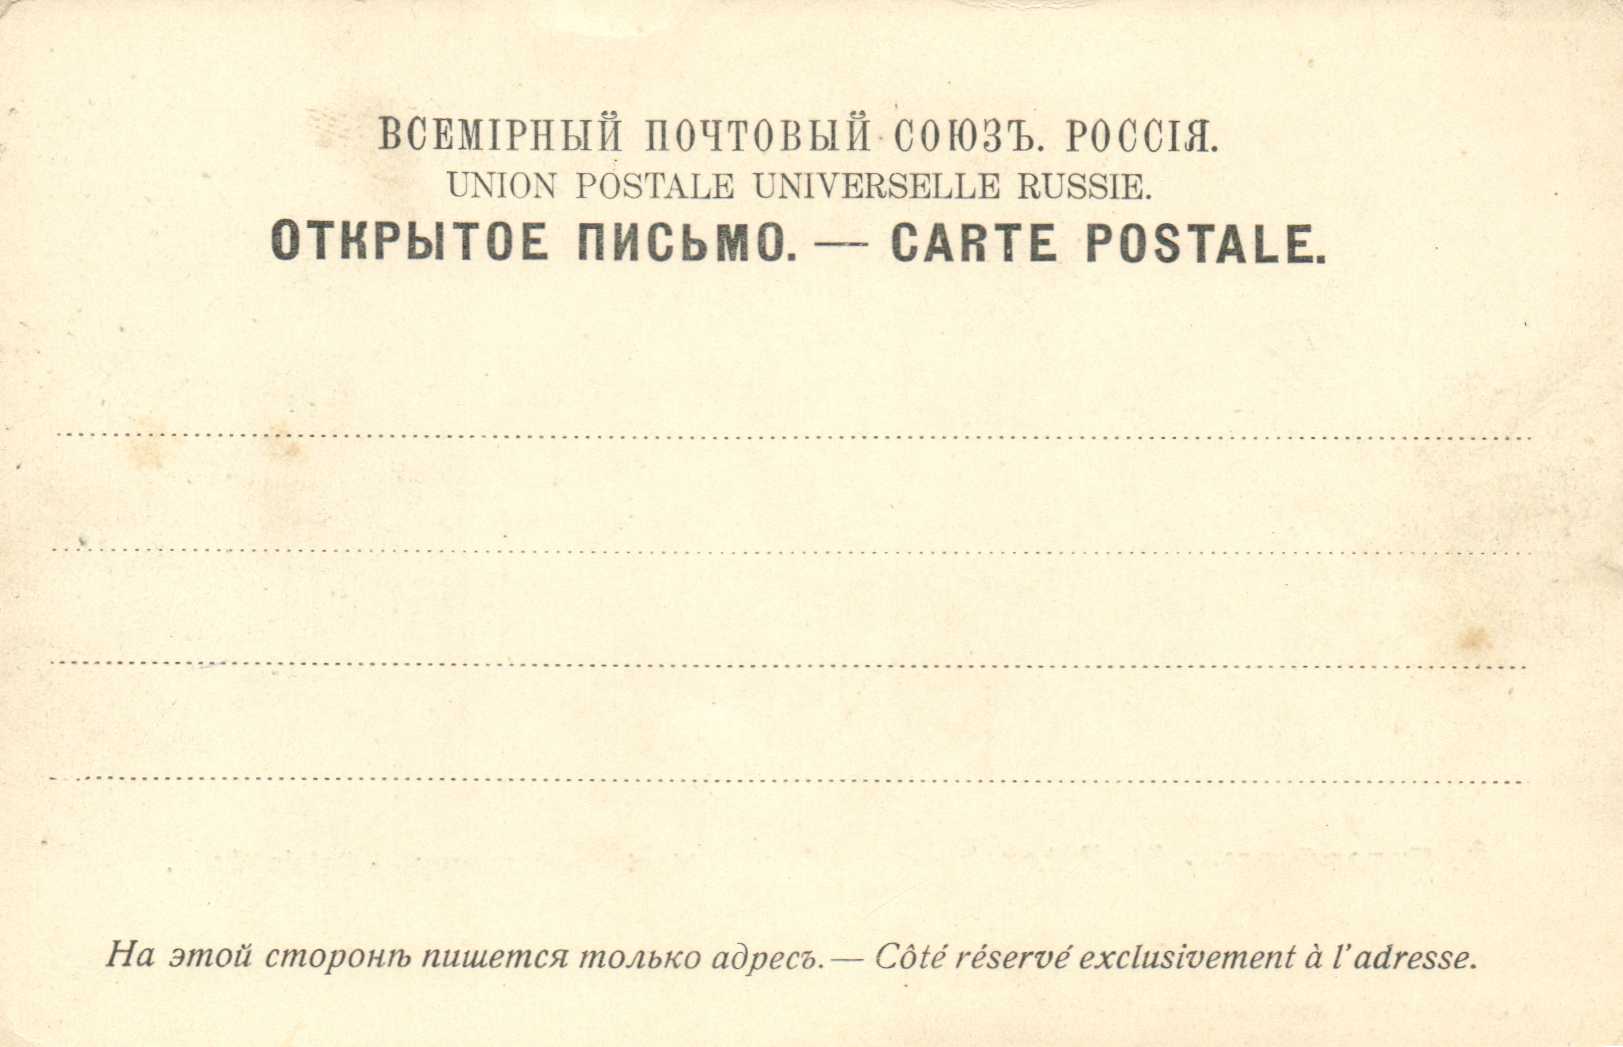 ВСЕМІРНЫЙ ПОЧТОВЫЙ СОЮЗЪ. РОССІЯ.
UNION POSTALE UNIVERSELLE RUSSIE.
ОТКРЫТОЕ ПИСЬМО. — CARTE POSTALE.
На этой сторонѣ пишется только адресъ. — Côté réservé exclusivement à l'adresse.